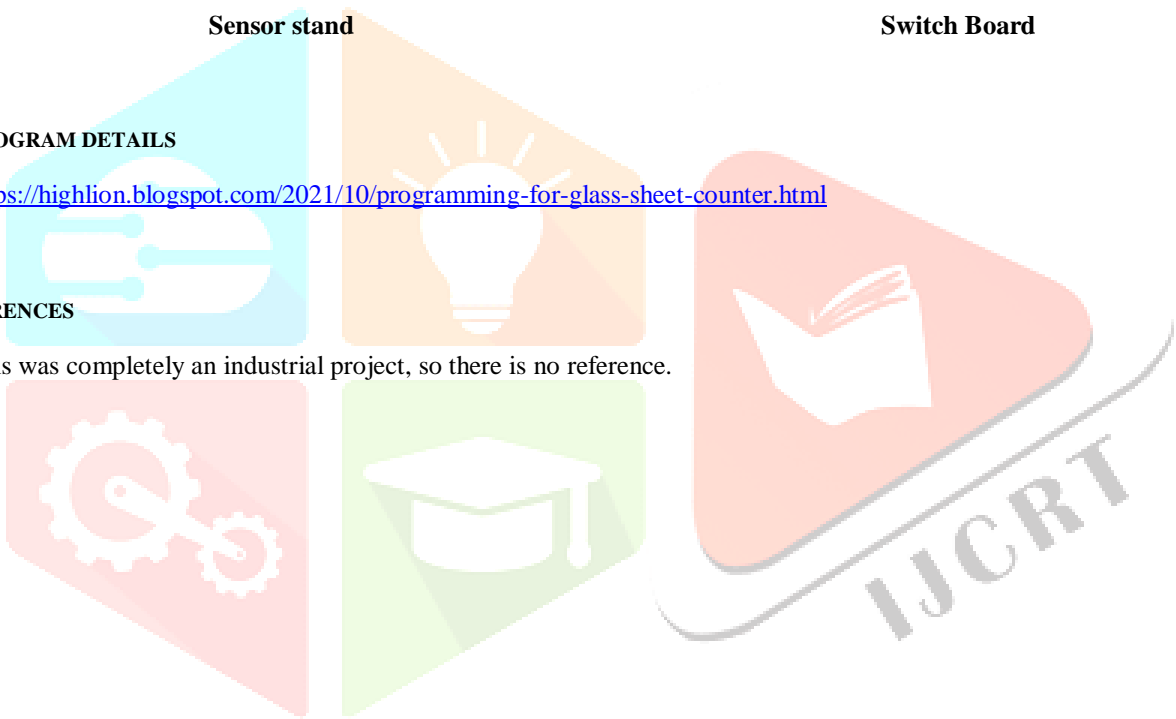 Sensor stand Switch Board
OGRAM DETAILS
ps://highlion.blogspot.com/2021/10/programming-for-glass-sheet-counter.html
RENCES
is was completely an industrial project, so there is no reference.
IJCRT